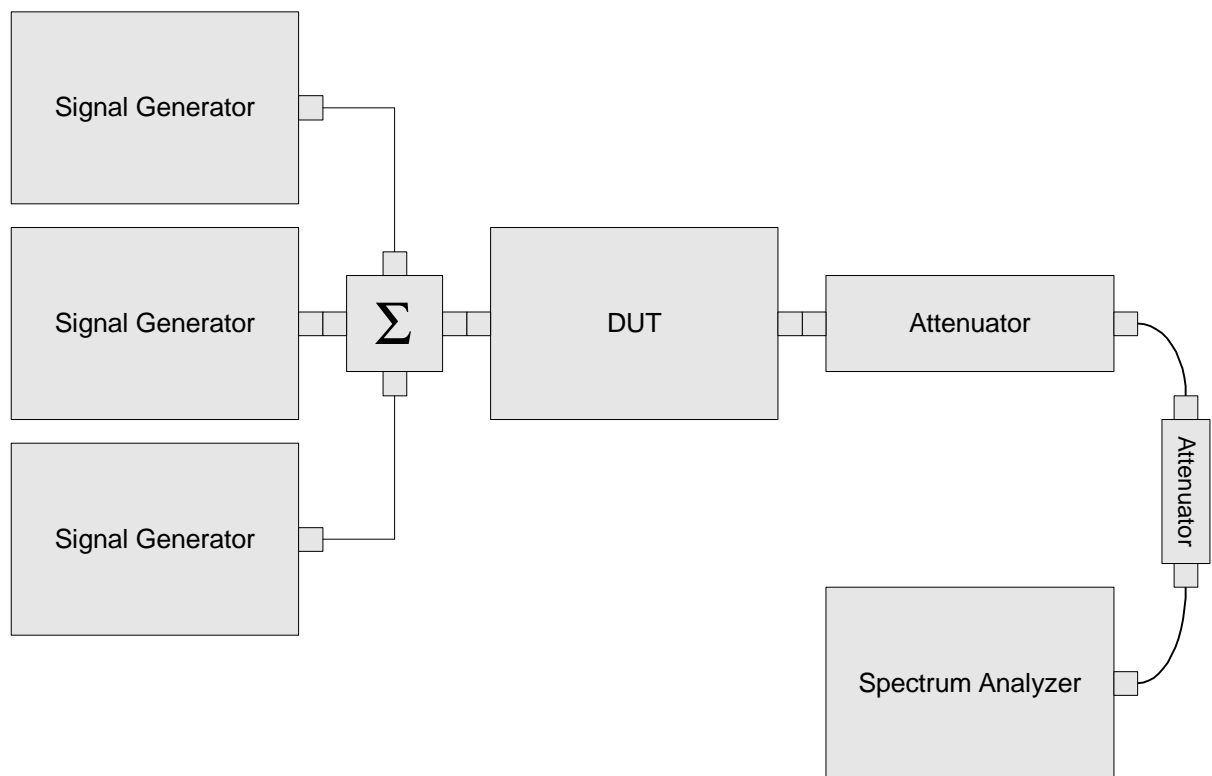 Signal Generator
Signal Generator
Σ
DUT
Attenuator
Attenuator
Signal Generator
Spectrum Analyzer